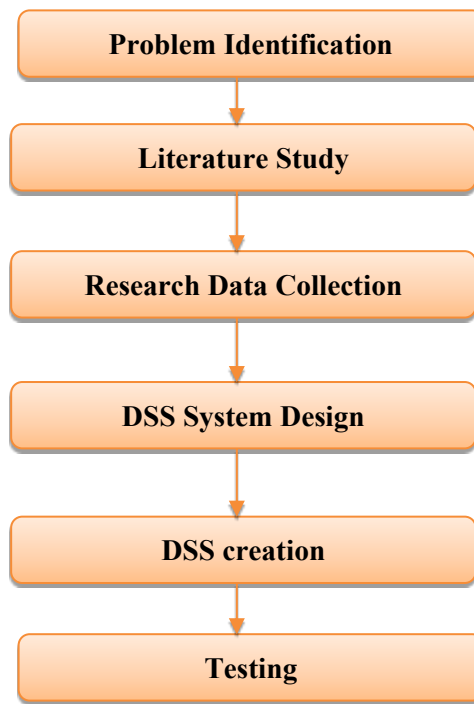 Problem Identification
Literature Study
Research Data Collection
DSS System Design
DSS creation
Testing